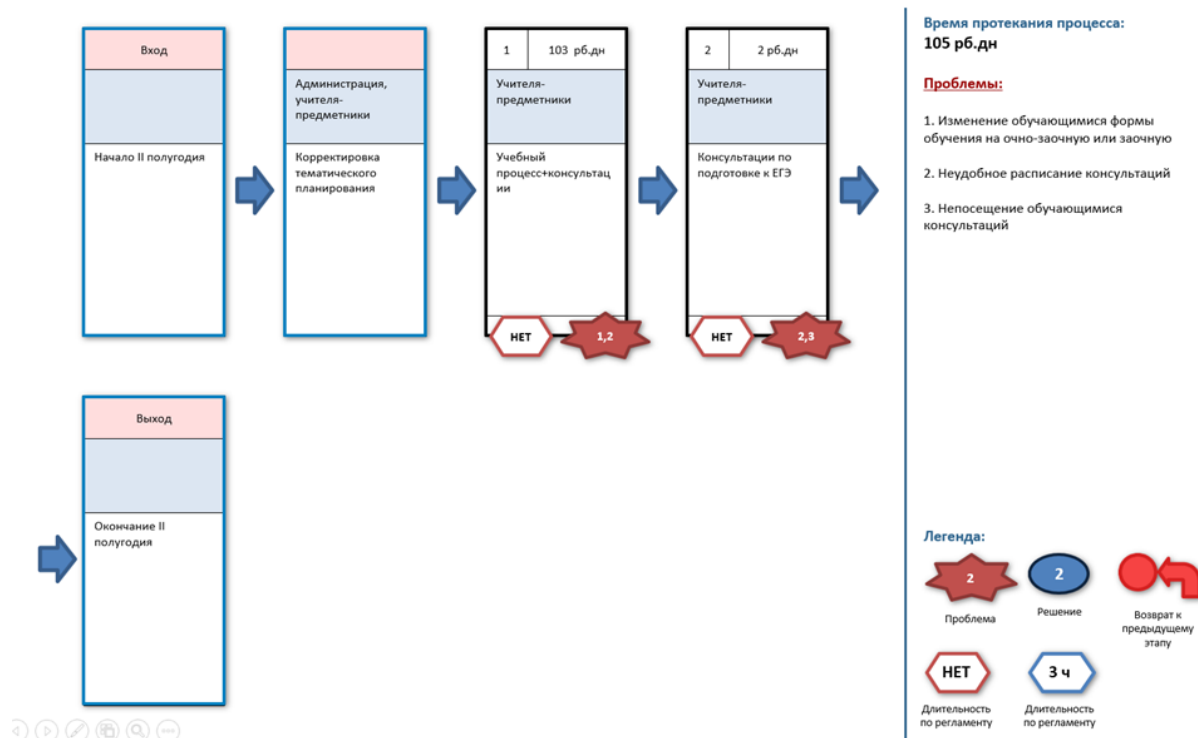 Вход
Начало II полугодия
Администрация,
учителя-
предметники
Корректировка
тематического
планирования
1
103 рб.дн
Учителя-
предметники
Учебный
процесс+консультац
ии
НЕТ
1,2
2
2 рб.дн
Учителя-
предметники
Консультации по
подготовке к ЕГЭ
НЕТ
2,3
Выход
Окончание II
полугодия
Время протекания процесса:
105 рб.дн
Проблемы:
1. Изменение обучающимися формы
обучения на очно-заочную или заочную
2. Неудобное расписание консультаций
3. Непосещение обучающимися
консультаций
Легенда:
2
Проблема
2
Решение
Возврат к
предыдущему
этапу
НЕТ
Длительность
по регламенту
3 ч
Длительность
по регламенту